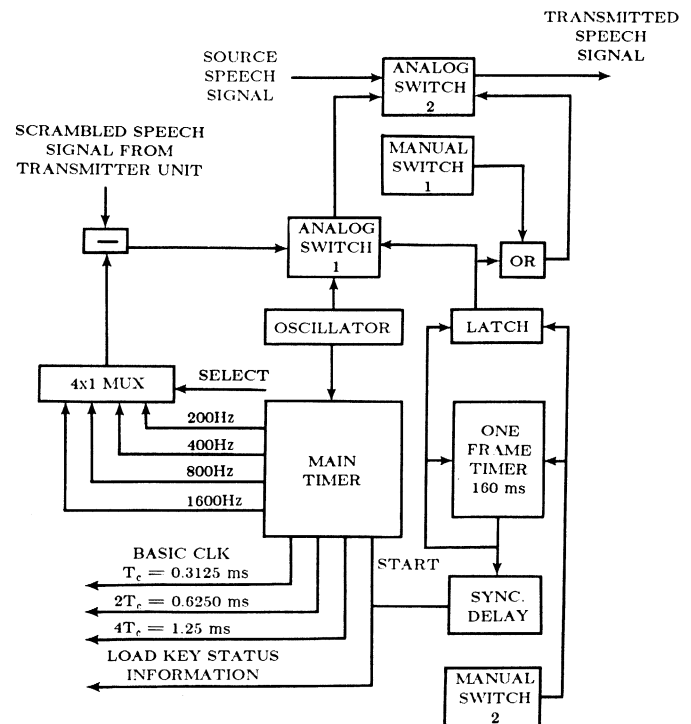 TRANSMITTED
SPEECH
SIGNAL
SOURCE
SPEECH
SIGNAL
ANALOG
SWITCH
2
SCRAMBLED SPEECH
SIGNAL FROM
TRANSMITTER UNIT
MANUAL
SWITCH
1
—
ANALOG
SWITCH
1
OR
OSCILLATOR
LATCH
4x1 MUX
SELECT
200Hz
400Hz
800Hz
1600Hz
MAIN
TIMER
ONE
FRAME
TIMER
160 ms
BASIC CLK
Tc = 0.3125 ms
2Tc = 0.6250 ms
4Tc = 1.25 ms
LOAD KEY STATUS
INFORMATION
START
SYNC.
DELAY
MANUAL
SWITCH
2